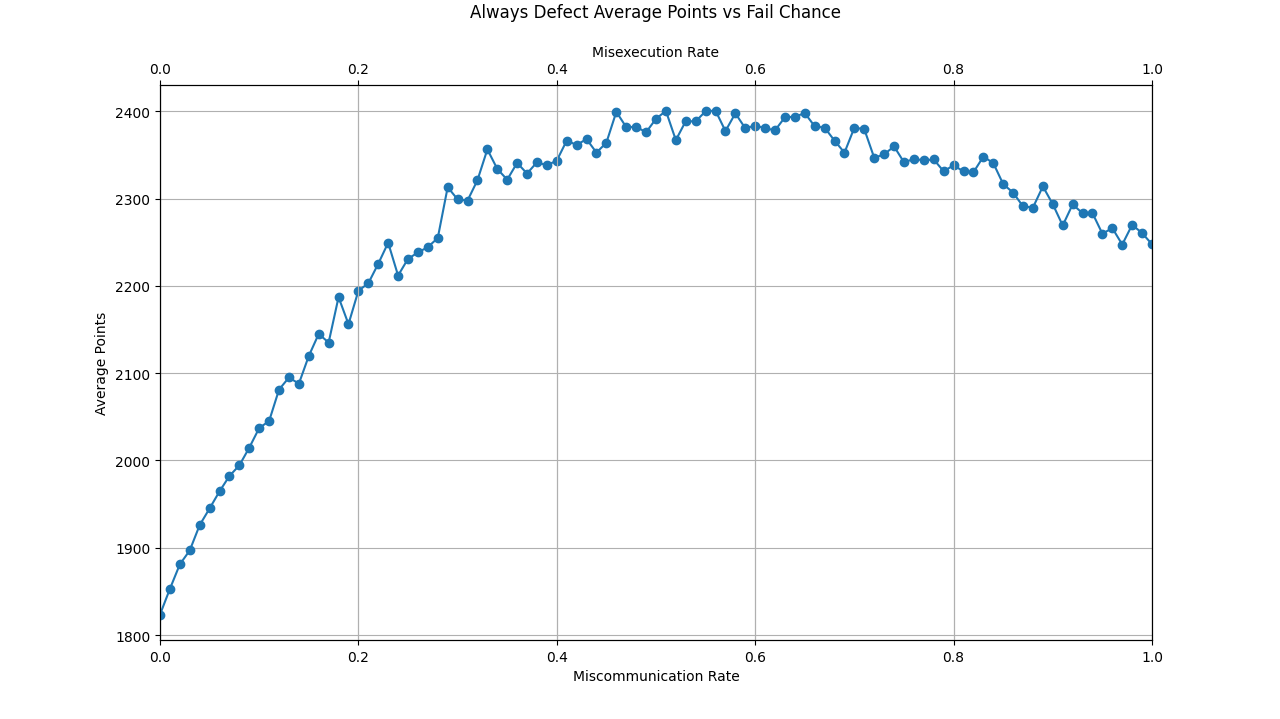 Always Defect Average Points vs Fail Chance
Misexecution Rate
0.0 0.2 0.4 0.6 0.8 1.0
2400
2300
2200
2100
2000
1900
1800
Average Points
0.0 0.2 0.4 0.6 0.8 1.0
Miscommunication Rate